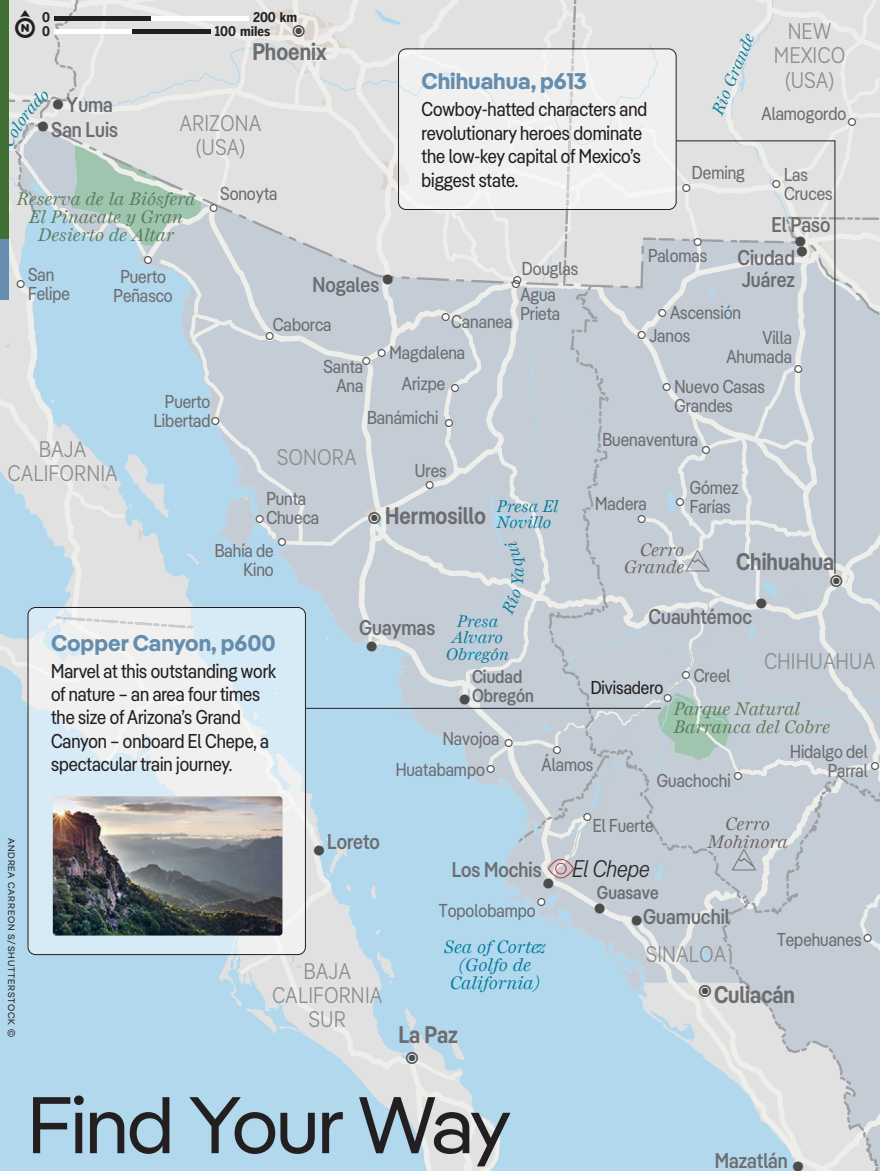 0
200 km
N
0
100 miles
Phoenix
NEW
MEXICO
(USA)
Rio Grande
Chihuahua, p613
Cowboy-hatted characters and
revolutionary heroes dominate
the low-key capital of Mexico’s
biggest state.
Colorado
Yuma
San Luis
ARIZONA
(USA)
Alamogordo
Deming
Las
Cruces
Reserva de la Biósfera
El Pinacate y Gran
Desierto de Altar
Sonoyta
El Paso
Palomas
Ciudad
Juárez
San
Felipe
Puerto
Peñasco
Nogales
Douglas
Agua
Prieta
Caborca
Cananea
Ascensión
Janos
Villa
Ahumada
Santa
Ana
Magdalena
Arizpe
Nuevo Casas
Grandes
Puerto
Libertad
Banámichi
Buenaventura
BAJA
CALIFORNIA
SONORA
Ures
Punta
Chueca
Hermosillo
Presa El
Novillo
Madera
Gómez
Farías
Bahía de
Kino
Río Yabui
Cerro
Grande
Chihuahua
Cuauhtémoc
Guaymas
Presa
Alvaro
Obregón
Copper Canyon, p600
Marvel at this outstanding work
of nature – an area four times
the size of Arizona’s Grand
Canyon – onboard El Chepe, a
spectacular train journey.
CHIHUAHUA
Ciudad
Obregón
Creel
Divisadero
Parque Natural
Barranca del Cobre
Navojoa
Huatabampo
Álamos
Guachochi
Hidalgo del
Parral
El Fuerte
Cerro
Mohinora
Loreto
Los Mochis
El Chepe
Guasave
Topolobampo
Guamuchil
Sea of Cortez
(Golfo de
California)
SINALOA
Tepehuanes
BAJA
CALIFORNIA
SUR
Culiacán
La Paz
ANDREA CARREON S/SHUTTERSTOCK ©
Find Your Way
Mazatlán